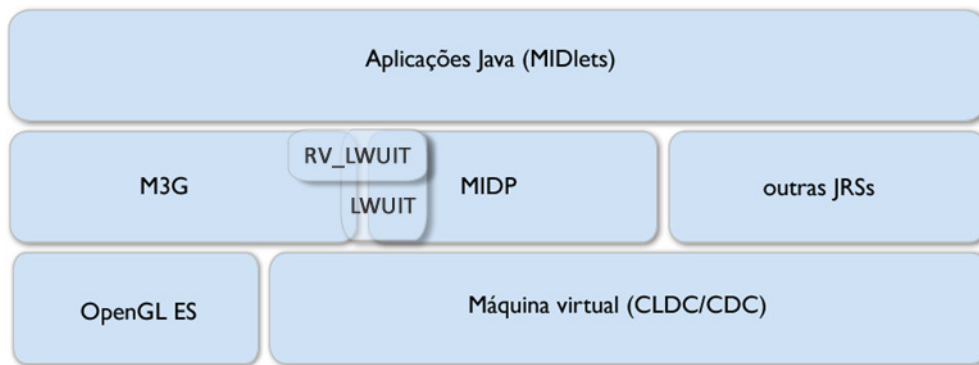 Aplicações Java (MIDlets)
RV_LWUIT
M3G
MIDP
outras JRSs
LWUIT
OpenGL ES
Máquina virtual (CLDC/CDC)